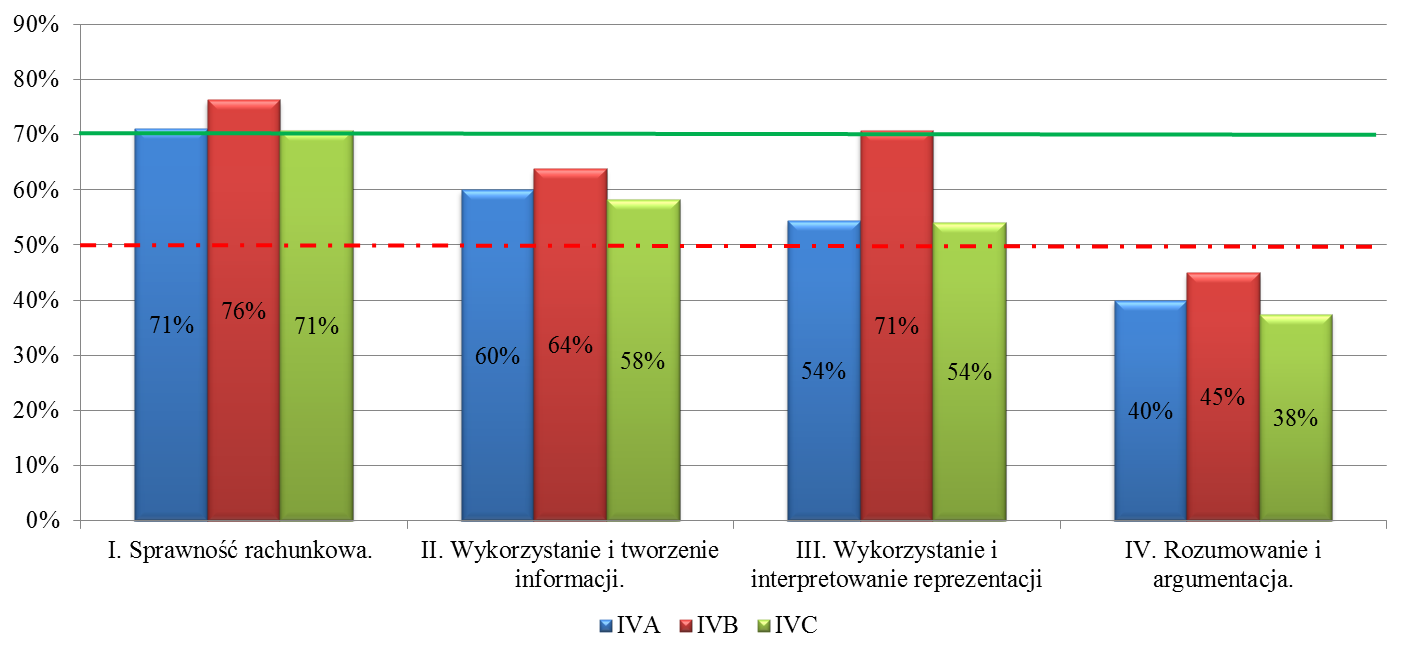 90%
80%
70%
60%
50%
40%
30%
20%
10%
0%
71%
76%
71%
60%
64%
58%
54%
71%
54%
40%
45%
38%
I. Sprawność rachunkowa.
II. Wykorzystanie i tworzenie
informacji.
III. Wykorzystanie i
interpretowanie reprezentacji
IV. Rozumowanie i
argumentacja.
IVA IVB IVC